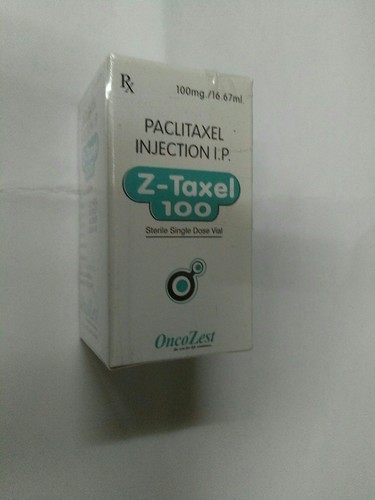 Rx
100mg./16.67ml.
PACLITAXEL
INJECTION I.P.
Z-Taxel
100
Sterile Single Dose Vial
OncoZest